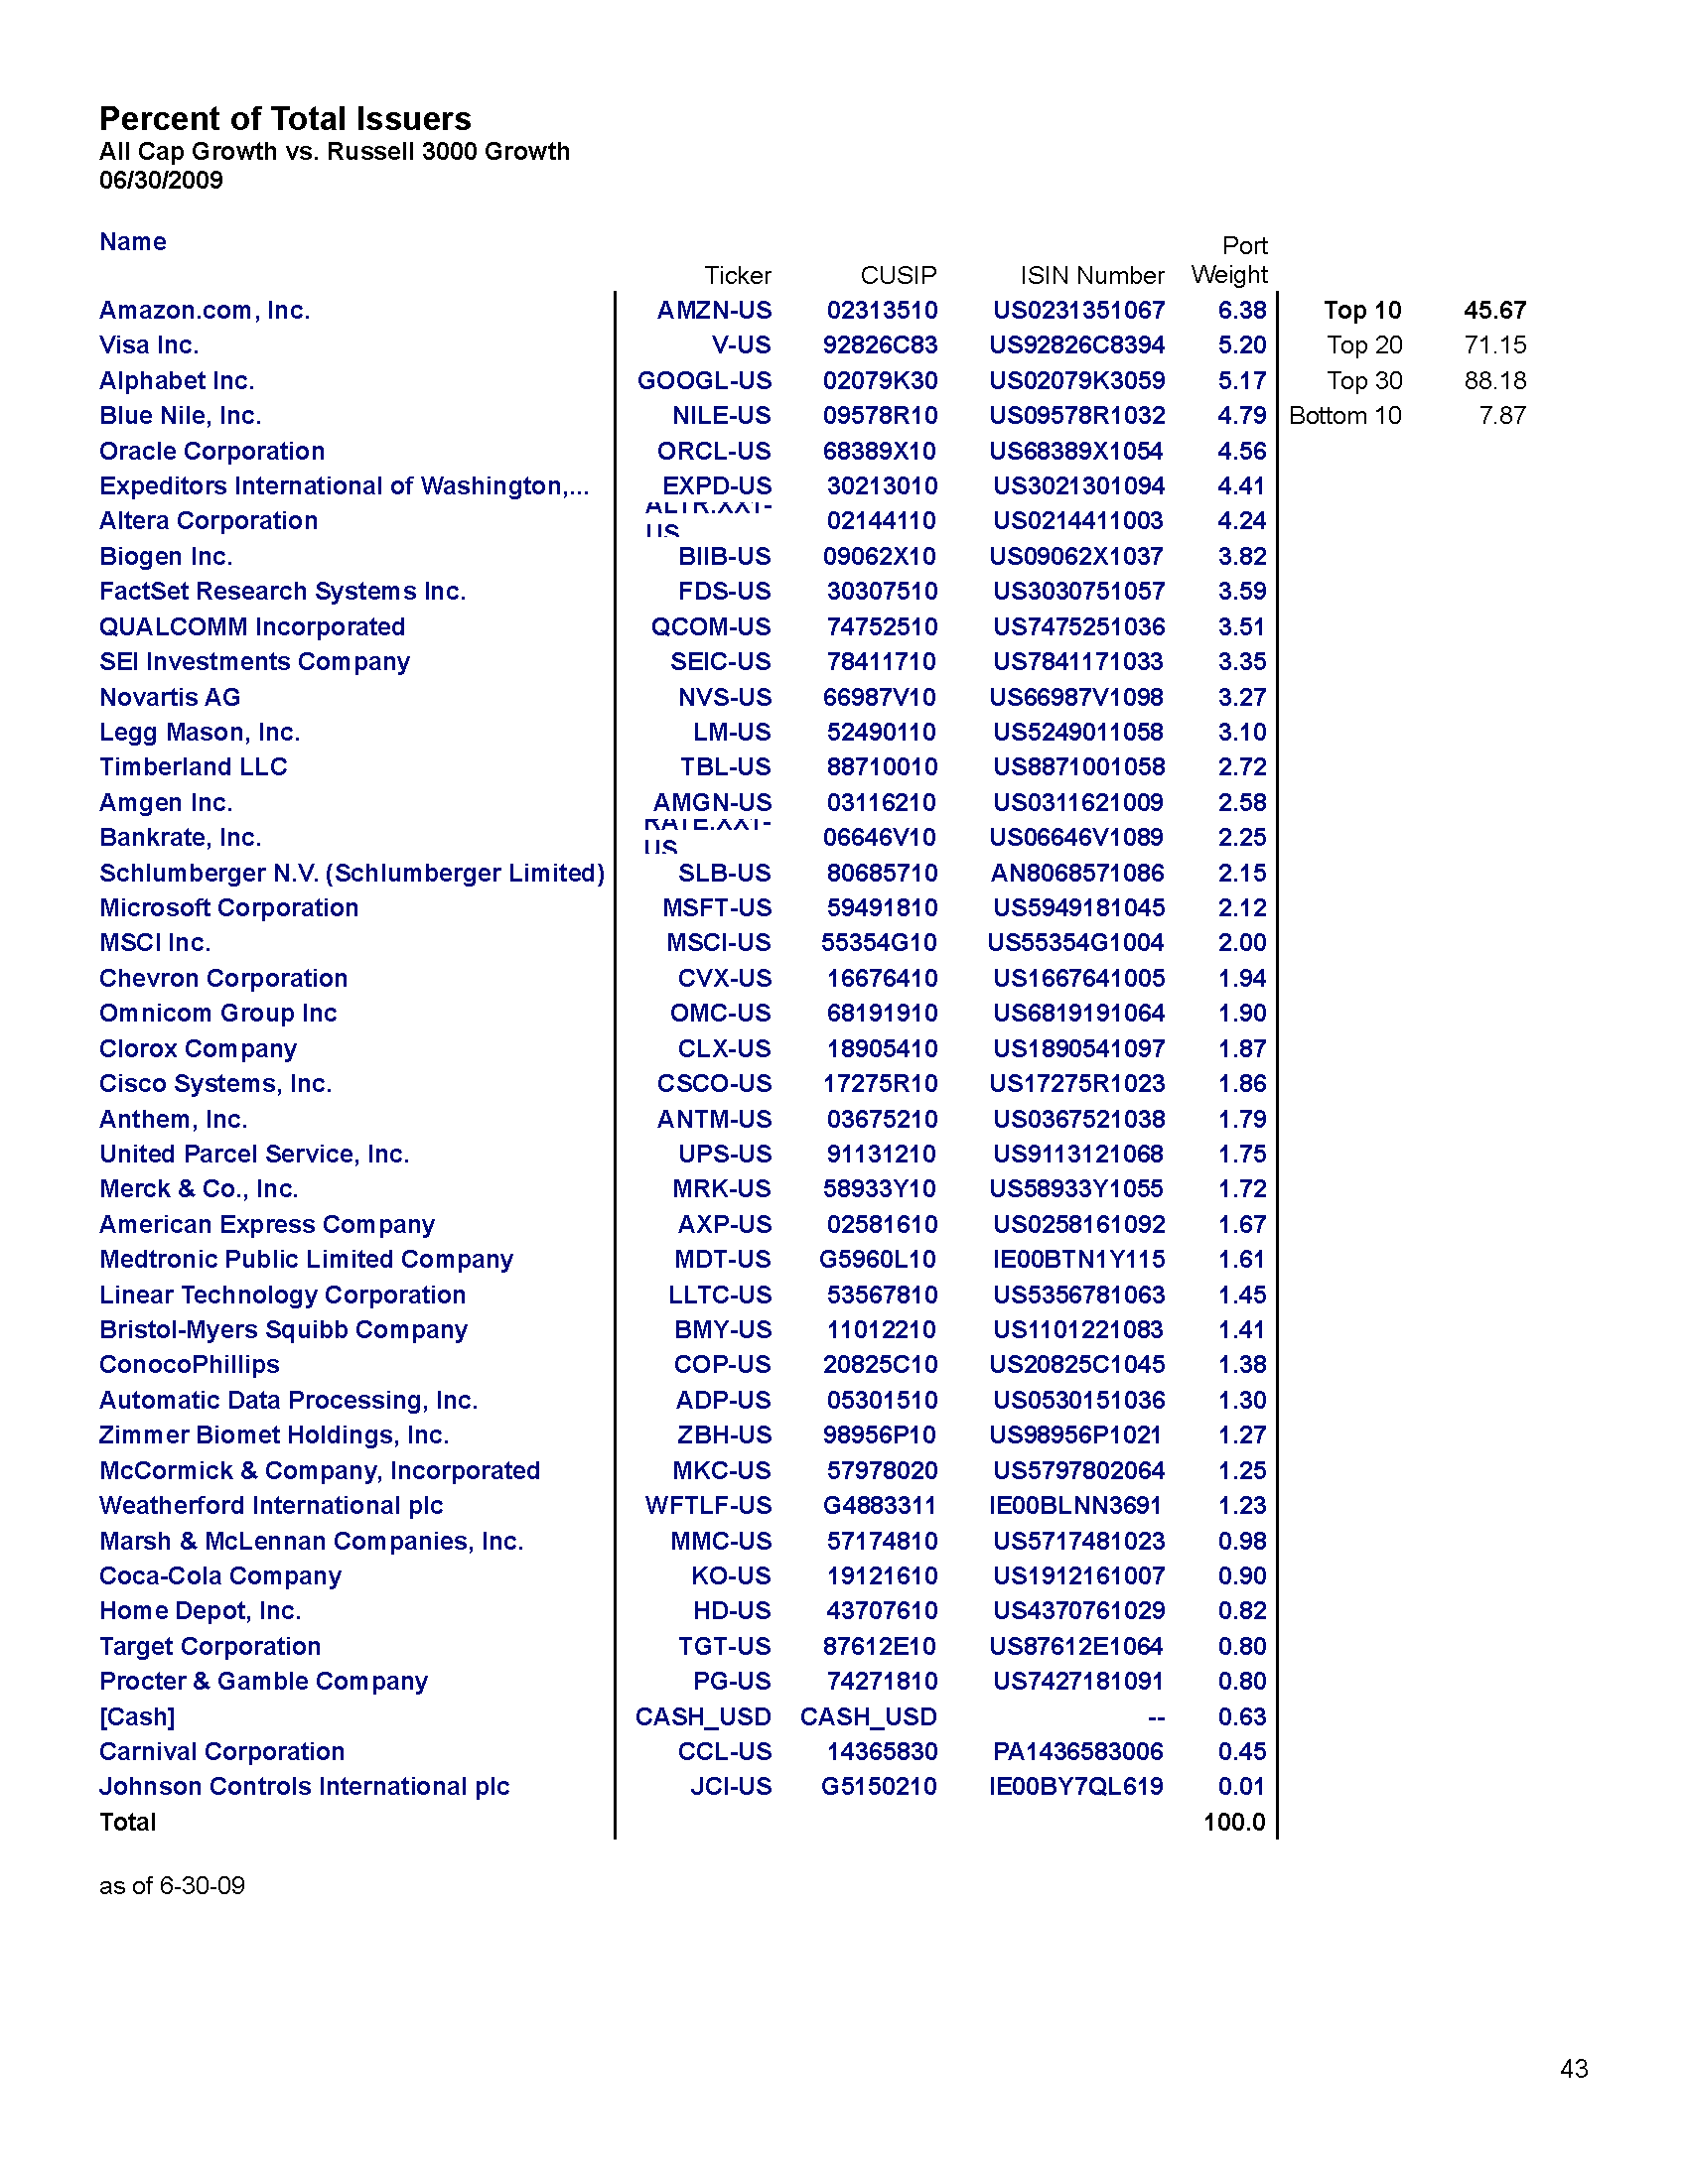 Percent of Total Issuers
All Cap Growth vs. Russell 3000 Growth
06/30/2009
Name Ticker CUSIP ISIN Number Port Weight
Amazon.com, Inc. AMZN-US 02313510 US0231351067 6.38 Top 10 45.67
Visa Inc. V-US 92826C83 US92826C8394 5.20 Top 20 71.15
Alphabet Inc. GOOGL-US 02079K30 US02079K3059 5.17 Top 30 88.18
Blue Nile, Inc. NILE-US 09578R10 US09578R1032 4.79 Bottom 10 7.87
Oracle Corporation ORCL-US 68389X10 US68389X1054 4.56
Expeditors International of Washington,... EXPD-US 30213010 US3021301094 4.41
Altera Corporation ALTR.XX1-US 02144110 US0214411003 4.24
Biogen Inc. BIIB-US 09062X10 US09062X1037 3.82
FactSet Research Systems Inc. FDS-US 30307510 US3030751057 3.59
QUALCOMM Incorporated QCOM-US 74752510 US7475251036 3.51
SEI Investments Company SEIC-US 78411710 US7841171033 3.35
Novartis AG NVS-US 66987V10 US66987V1098 3.27
Legg Mason, Inc. LM-US 52490110 US5249011058 3.10
Timberland LLC TBL-US 88710010 US8871001058 2.72
Amgen Inc. AMGN-US 03116210 US0311621009 2.58
Bankrate, Inc. RATE.XX1-US 06646V10 US06646V1089 2.25
Schlumberger N.V. (Schlumberger Limited) SLB-US 80685710 AN8068571086 2.15
Microsoft Corporation MSFT-US 59491810 US5949181045 2.12
MSCI Inc. MSCI-US 55354G10 US55354G1004 2.00
Chevron Corporation CVX-US 16676410 US1667641005 1.94
Omnicom Group Inc OMC-US 68191910 US6819191064 1.90
Clorox Company CLX-US 18905410 US1890541097 1.87
Cisco Systems, Inc. CSCO-US 17275R10 US17275R1023 1.86
Anthem, Inc. ANTM-US 03675210 US0367521038 1.79
United Parcel Service, Inc. UPS-US 91131210 US9113121068 1.75
Merck & Co., Inc. MRK-US 58933Y10 US58933Y1055 1.72
American Express Company AXP-US 02581610 US0258161092 1.67
Medtronic Public Limited Company MDT-US G5960L10 IE00BTN1Y115 1.61
Linear Technology Corporation LLTC-US 53567810 US5356781063 1.45
Bristol-Myers Squibb Company BMY-US 11012210 US1101221083 1.41
ConocoPhillips COP-US 20825C10 US20825C1045 1.38
Automatic Data Processing, Inc. ADP-US 05301510 US0530151036 1.30
Zimmer Biomet Holdings, Inc. ZBH-US 98956P10 US98956P1021 1.27
McCormick & Company, Incorporated MKC-US 57978020 US5797802064 1.25
Weatherford International plc WFTLF-US G4883311 IE00BLNN3691 1.23
Marsh & McLennan Companies, Inc. MMC-US 57174810 US5717481023 0.98
Coca-Cola Company KO-US 19121610 US1912161007 0.90
Home Depot, Inc. HD-US 43707610 US4370761029 0.82
Target Corporation TGT-US 87612E10 US87612E1064 0.80
Procter & Gamble Company PG-US 74271810 US7427181091 0.80
[Cash] CASH_USD CASH_USD -- 0.63
Carnival Corporation CCL-US 14365830 PA1436583006 0.45
Johnson Controls International plc JCI-US G5150210 IE00BY7QL619 0.01
Total 100.0
as of 6-30-09
43